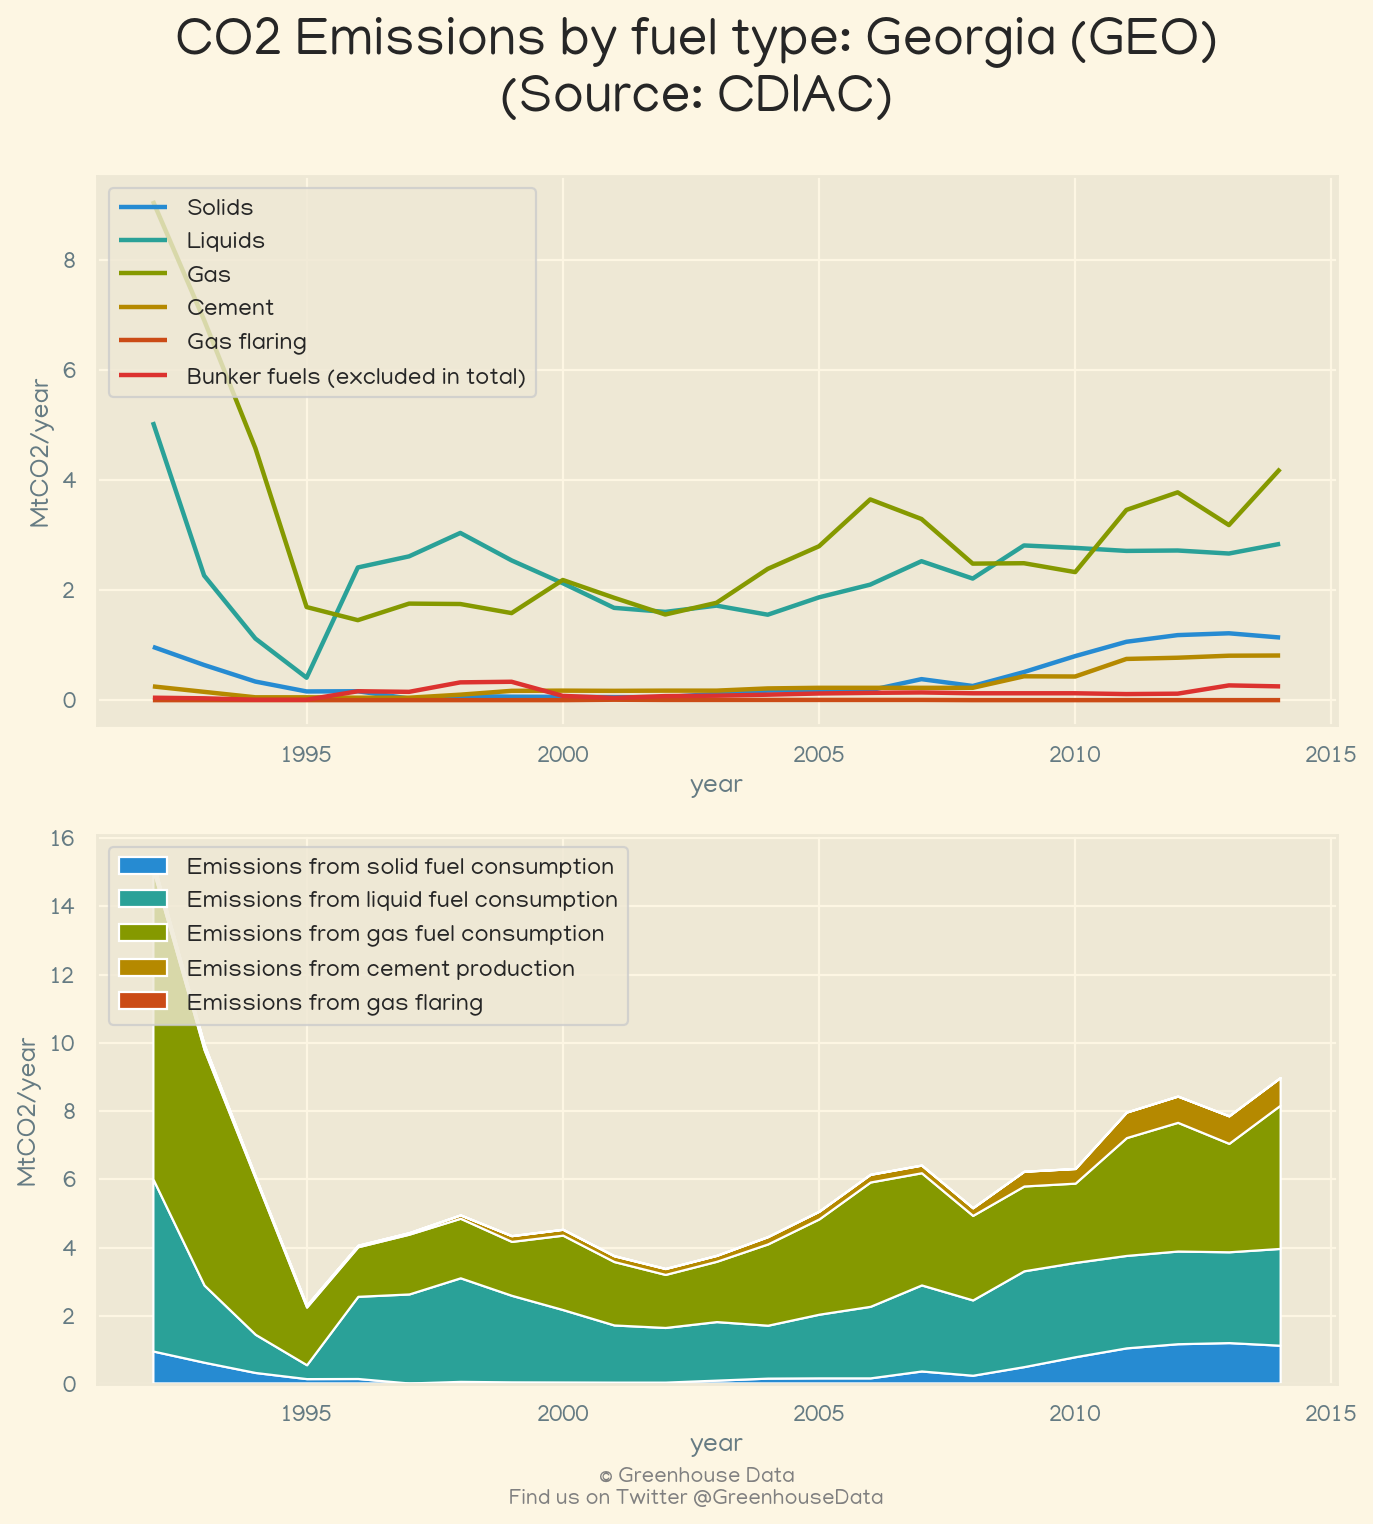 CO2 Emissions by fuel type: Georgia (GEO)
(Source: CDIAC)
Solids
Liquids
Gas
Cement
Gas flaring
Bunker fuels (excluded in total)
8
6
4
2
0
MtCO2/year
1995 2000 2005 2010 2015
year
Emissions from solid fuel consumption
Emissions from liquid fuel consumption
Emissions from gas fuel consumption
Emissions from cement production
Emissions from gas flaring
16
14
12
10
8
6
4
2
0
MtCO2/year
1995 2000 2005 2010 2015
year
© Greenhouse Data
Find us on Twitter @GreenhouseData